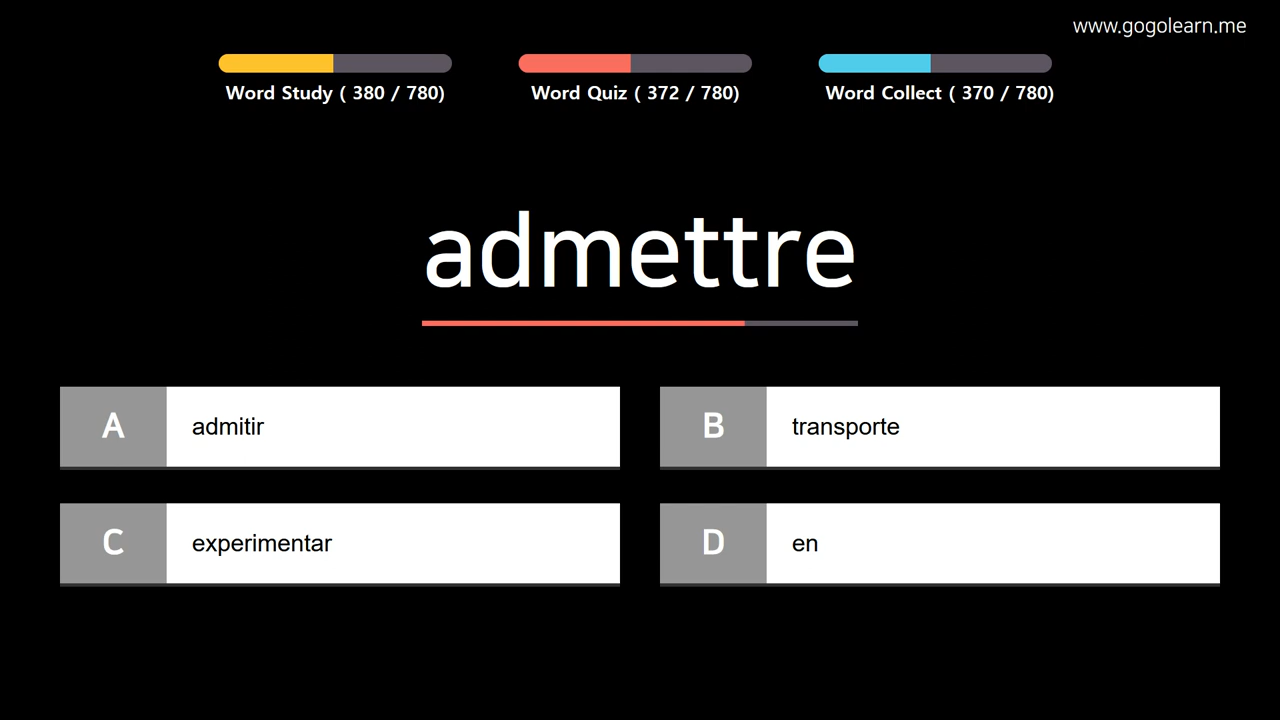 www.gogolearn.me
Word Study ( 380 / 780)
Word Quiz ( 372 / 780)
Word Collect ( 370 / 780)
admettre
A admitir
B transporte
C experimentar
D en